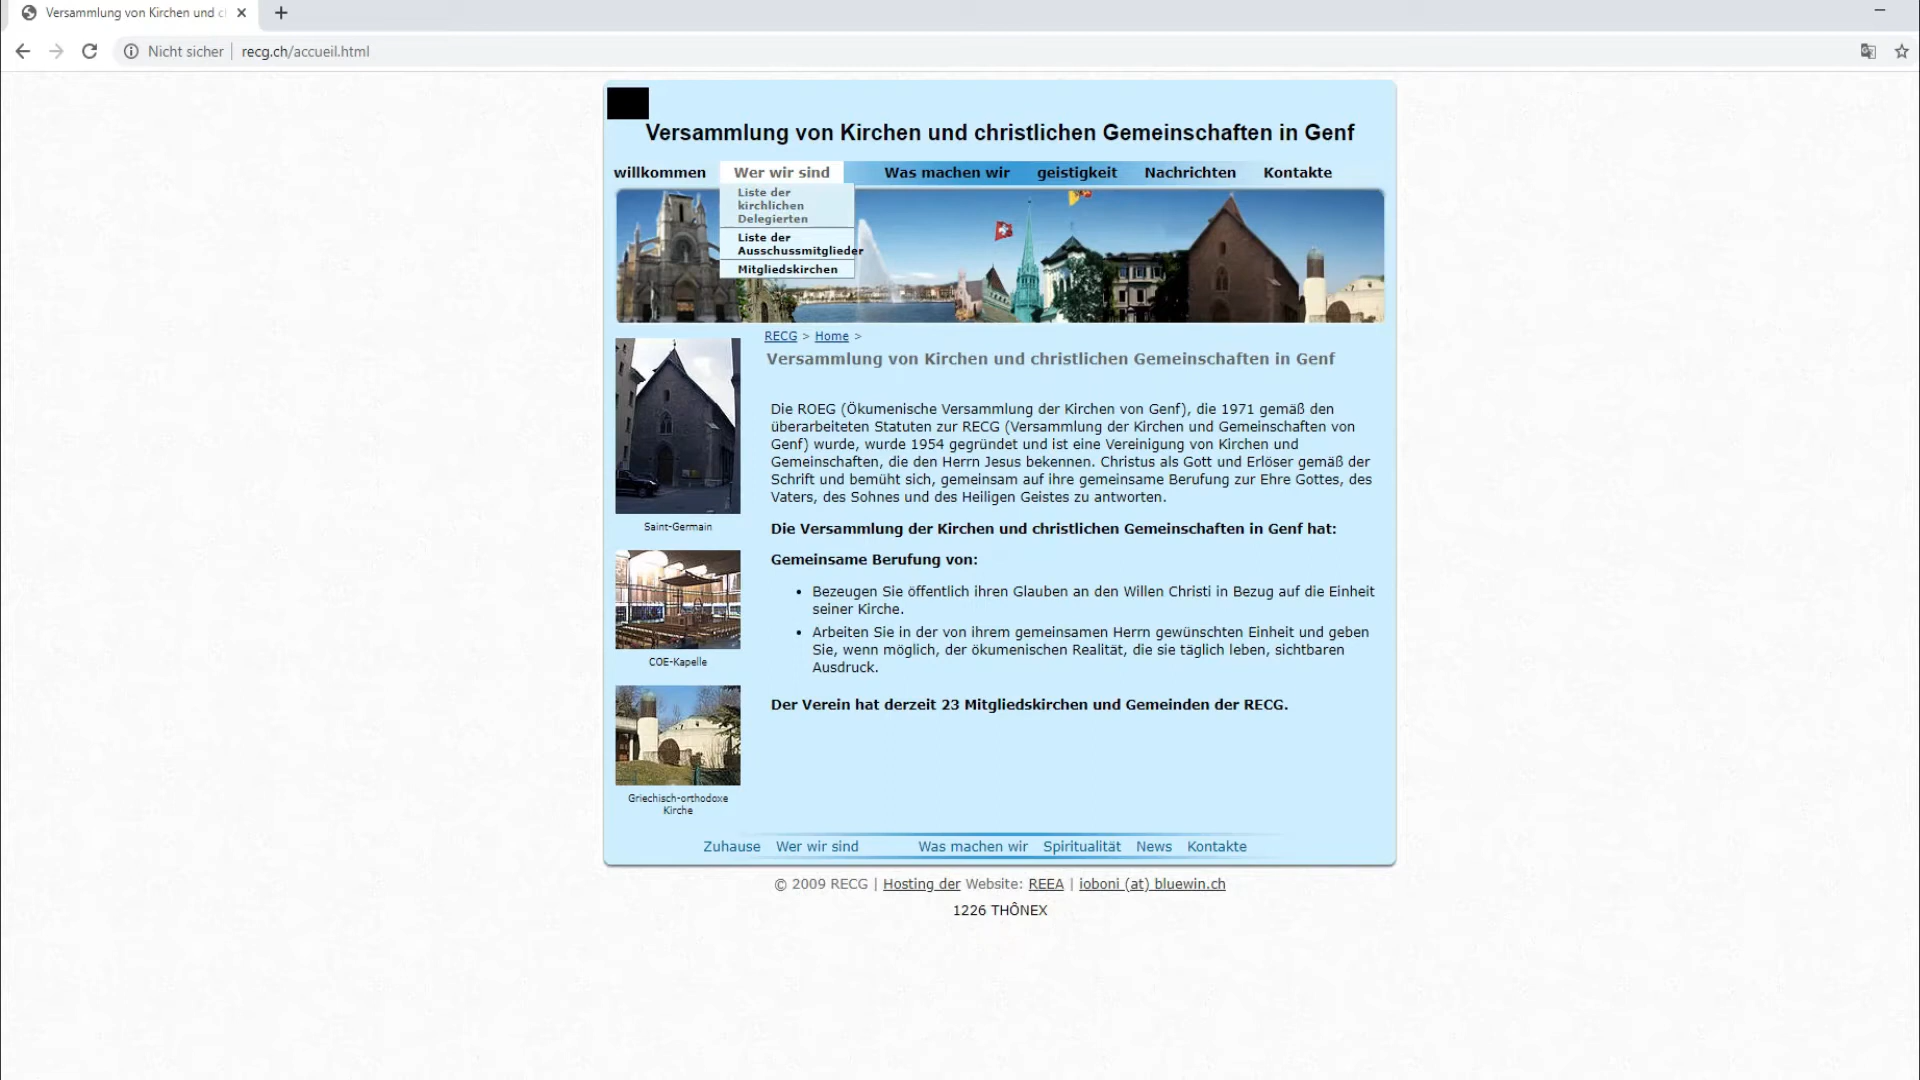 Versammlung von Kirchen und c
Nicht sicher
recg.ch/accueil.html
Versammlung von Kirchen und christlichen Gemeinschaften in Genf
willkommen Wer wir sind Was machen wir geistigkeit Nachrichten Kontakte
Liste der
kirchlichen
Delegierten
Liste der
Ausschussmitglieder
Mitgliedskirchen
RECG > Home >
Versammlung von Kirchen und christlichen Gemeinschaften in Genf
Die ROEG (Ökumenische Versammlung der Kirchen von Genf), die 1971 gemäß den
überarbeiteten Statuten zur RECG (Versammlung der Kirchen und Gemeinschaften von
Genf) wurde, wurde 1954 gegründet und ist eine Vereinigung von Kirchen und
Gemeinschaften, die den Herrn Jesus bekennen. Christus als Gott und Erlöser gemäß der
Schrift und bemüht sich, gemeinsam auf ihre gemeinsame Berufung zur Ehre Gottes, des
Vaters, des Sohnes und des Heiligen Geistes zu antworten.
Saint-Germain
Die Versammlung der Kirchen und christlichen Gemeinschaften in Genf hat:
Gemeinsame Berufung von:
• Bezeugen Sie öffentlich ihren Glauben an den Willen Christi in Bezug auf die Einheit
seiner Kirche.
• Arbeiten Sie in der von ihrem gemeinsamen Herrn gewünschten Einheit und geben
Sie, wenn möglich, der ökumenischen Realität, die sie täglich leben, sichtbaren
Ausdruck.
COE-Kapelle
Der Verein hat derzeit 23 Mitgliedskirchen und Gemeinden der RECG.
Griechisch-orthodoxe
Kirche
Zuhause Wer wir sind Was machen wir Spiritualität News Kontakte
© 2009 RECG | Hosting der Website: REEA | ioboni (at) bluewin.ch
1226 THÔNEX